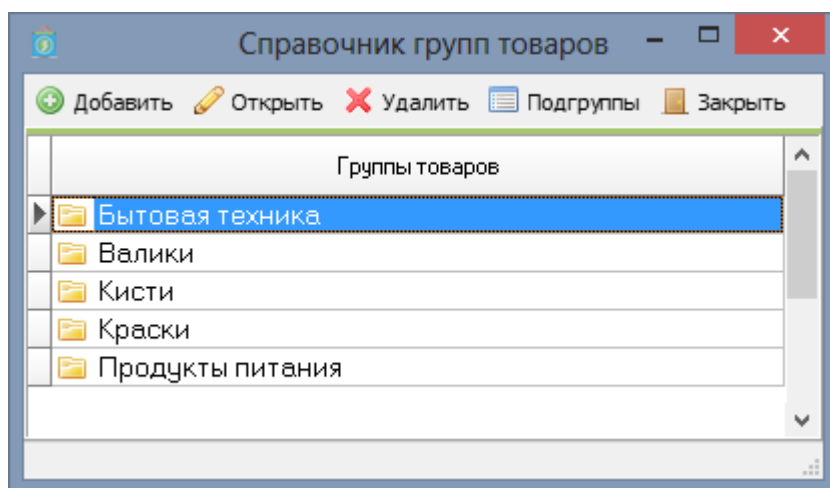 Справочник групп товаров
Добавить Открыть Удалить Подгруппы Закрыть
Группы товаров
Бытовая техника
Валики
Кисти
Краски
Продукты питания